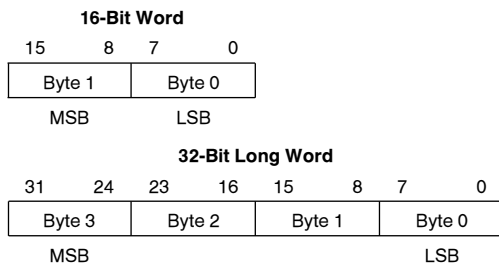 16-Bit Word
15 8 7 0
Byte 1 Byte 0
MSB LSB
32-Bit Long Word
31 24 23 16 15 8 7 0
Byte 3 Byte 2 Byte 1 Byte 0
MSB LSB